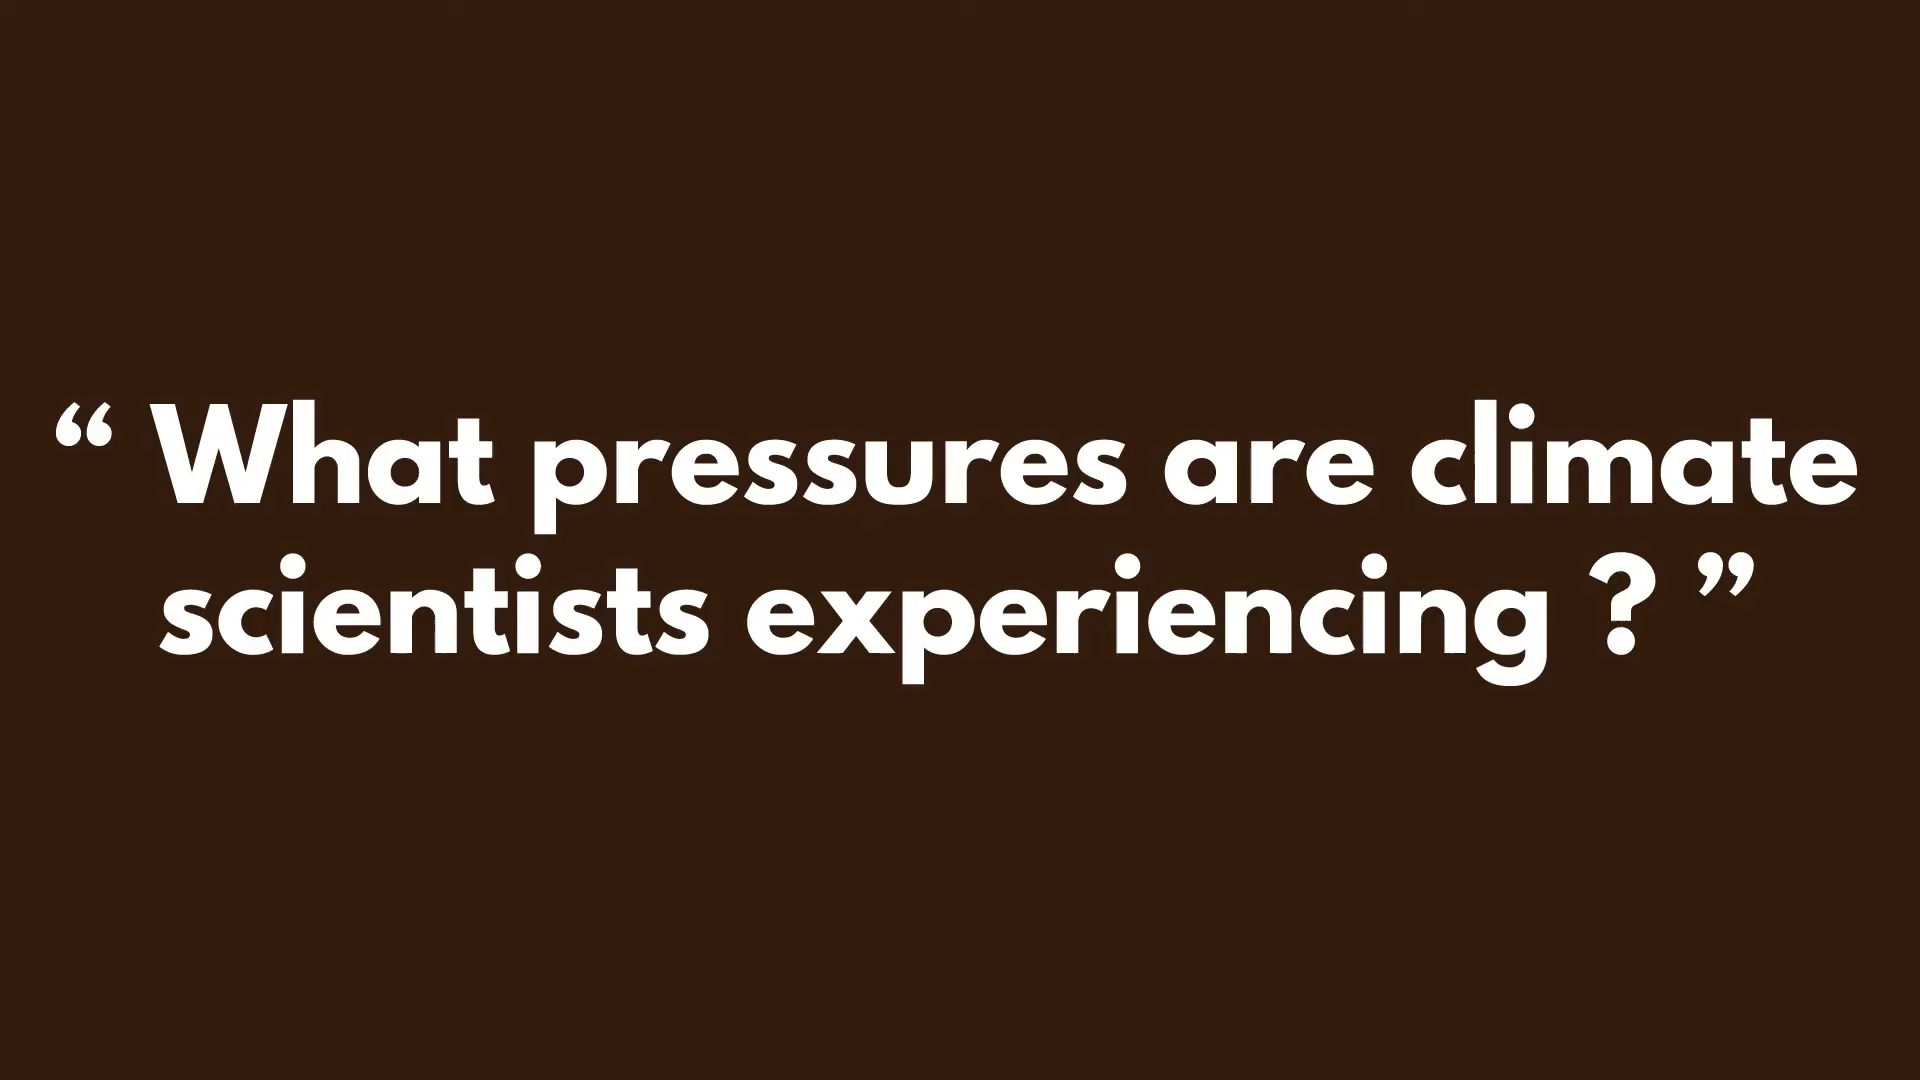 “ What pressures are climate
scientists experiencing ? ”